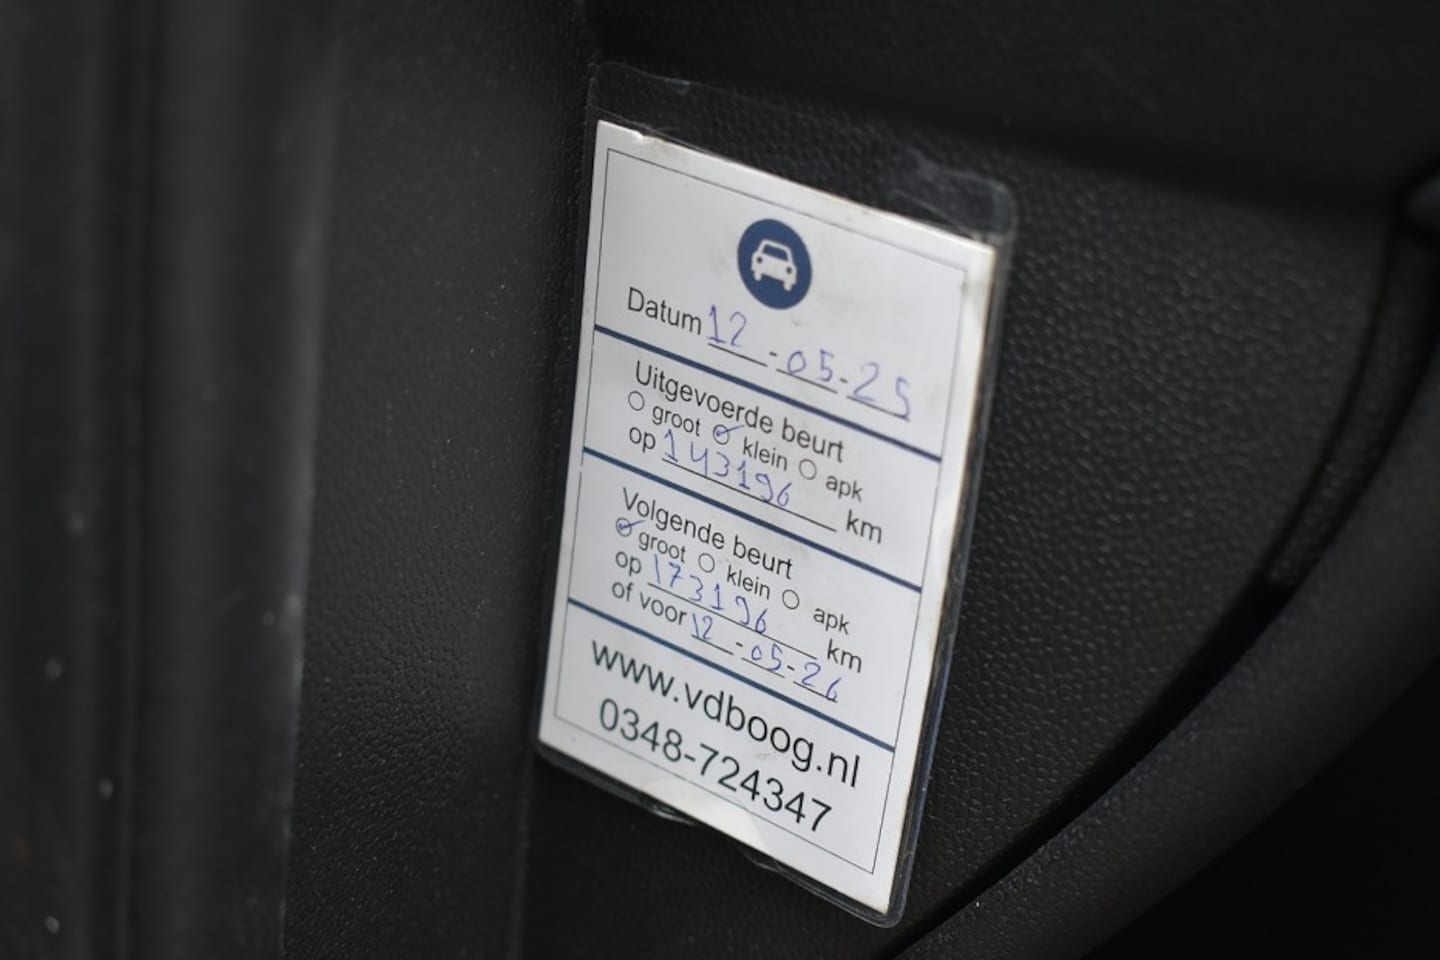 Datum 12-05-25
Uitgevoerde beurt
groot klein apk
op 143196 km
Volgende beurt
groot klein apk
op 173196 km
of voor 12-05-26
www.vdboog.nl
0348-724347